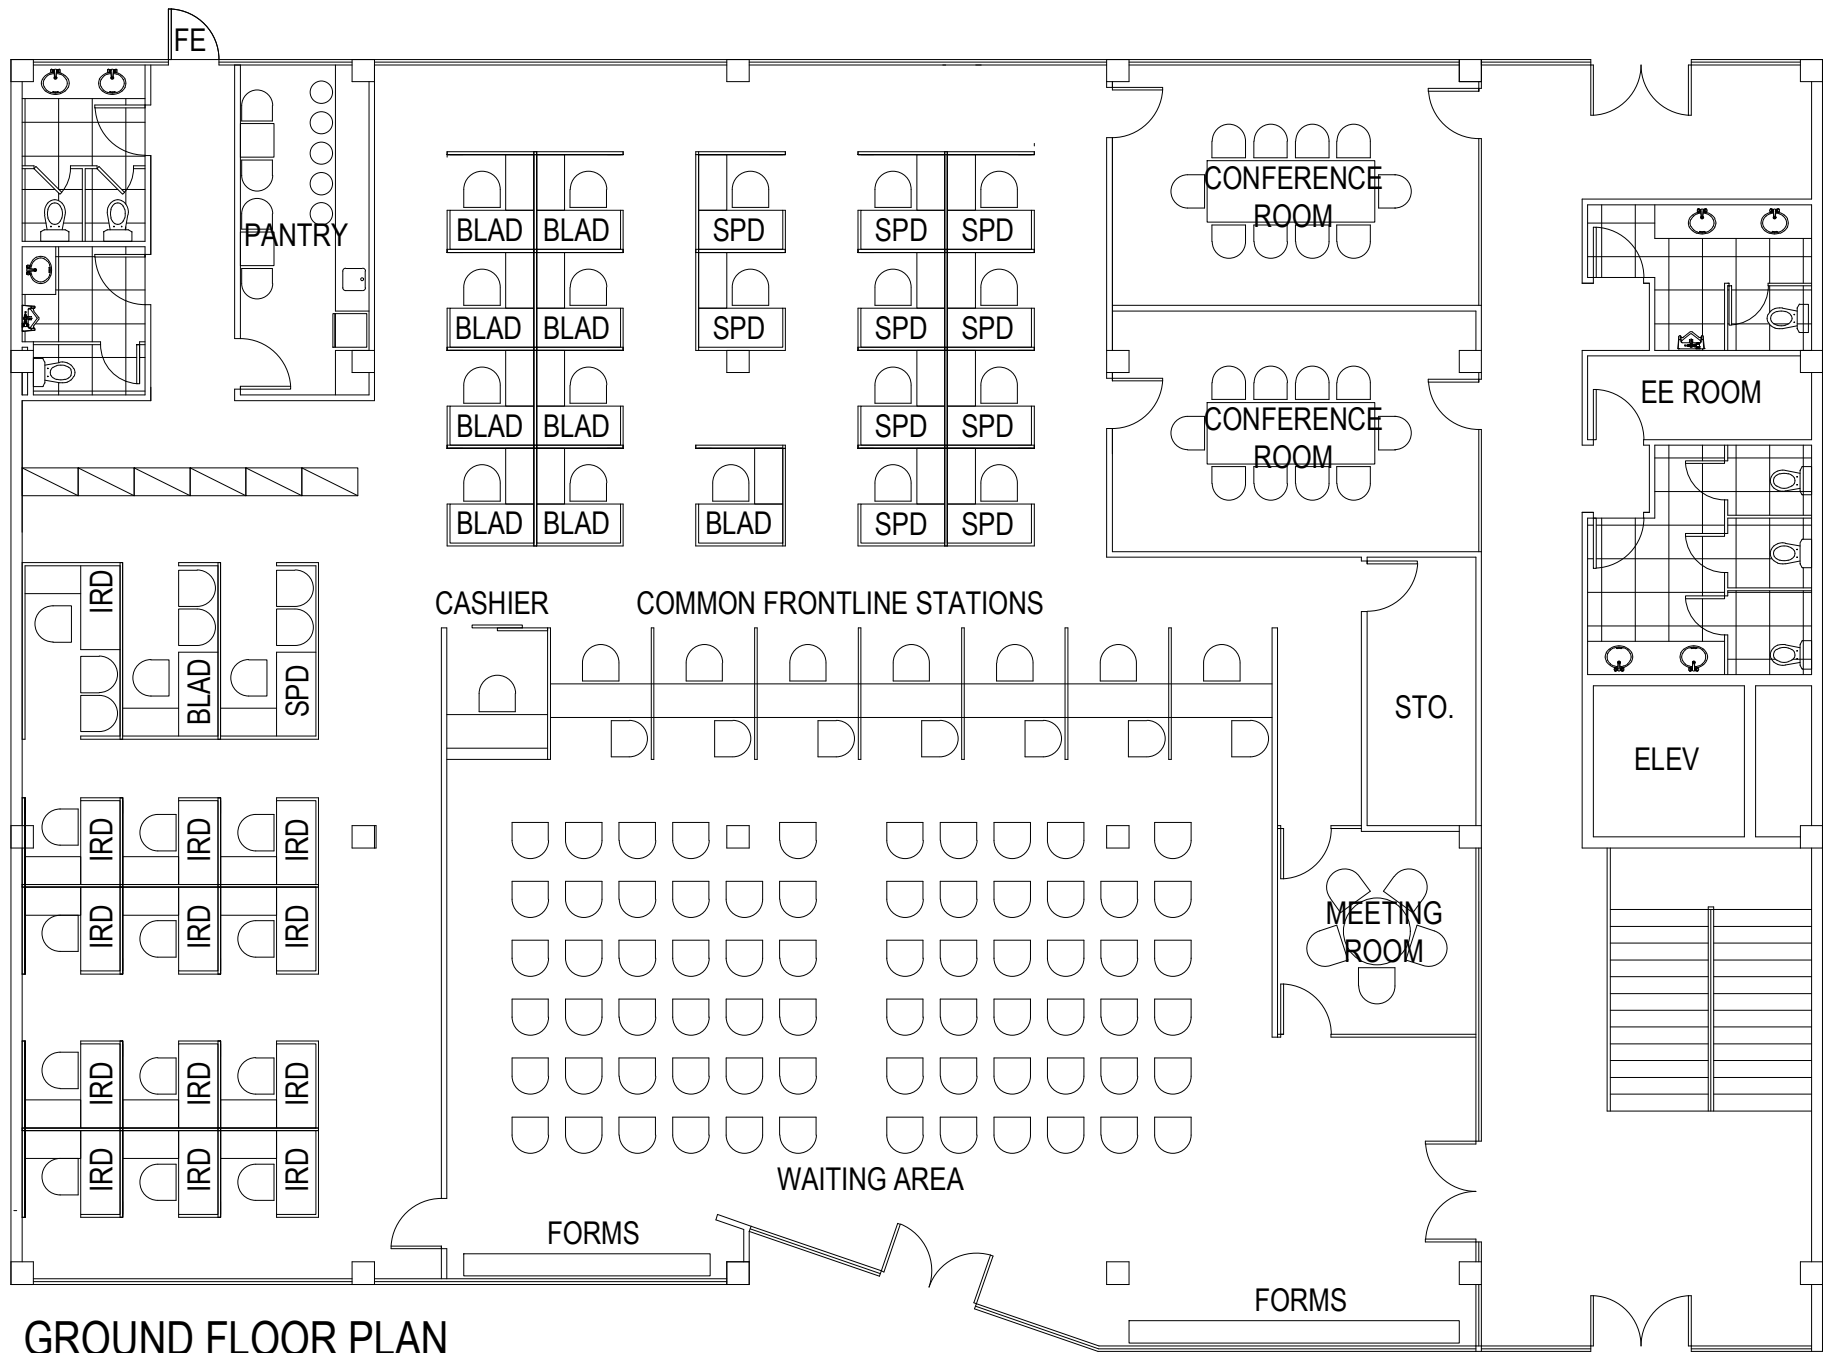 FE
PANTRY
CONFERENCE
ROOM
BLAD BLAD SPD SPD SPD
BLAD BLAD SPD SPD SPD
EE ROOM
CONFERENCE
ROOM
BLAD BLAD SPD SPD
BLAD BLAD BLAD SPD SPD
IRD
BLAD
SPD
CASHIER
COMMON FRONTLINE STATIONS
STO.
ELEV
IRD IRD IRD
IRD IRD IRD
MEETING
ROOM
IRD IRD IRD
IRD IRD IRD
WAITING AREA
FORMS
FORMS
GROUND FLOOR PLAN